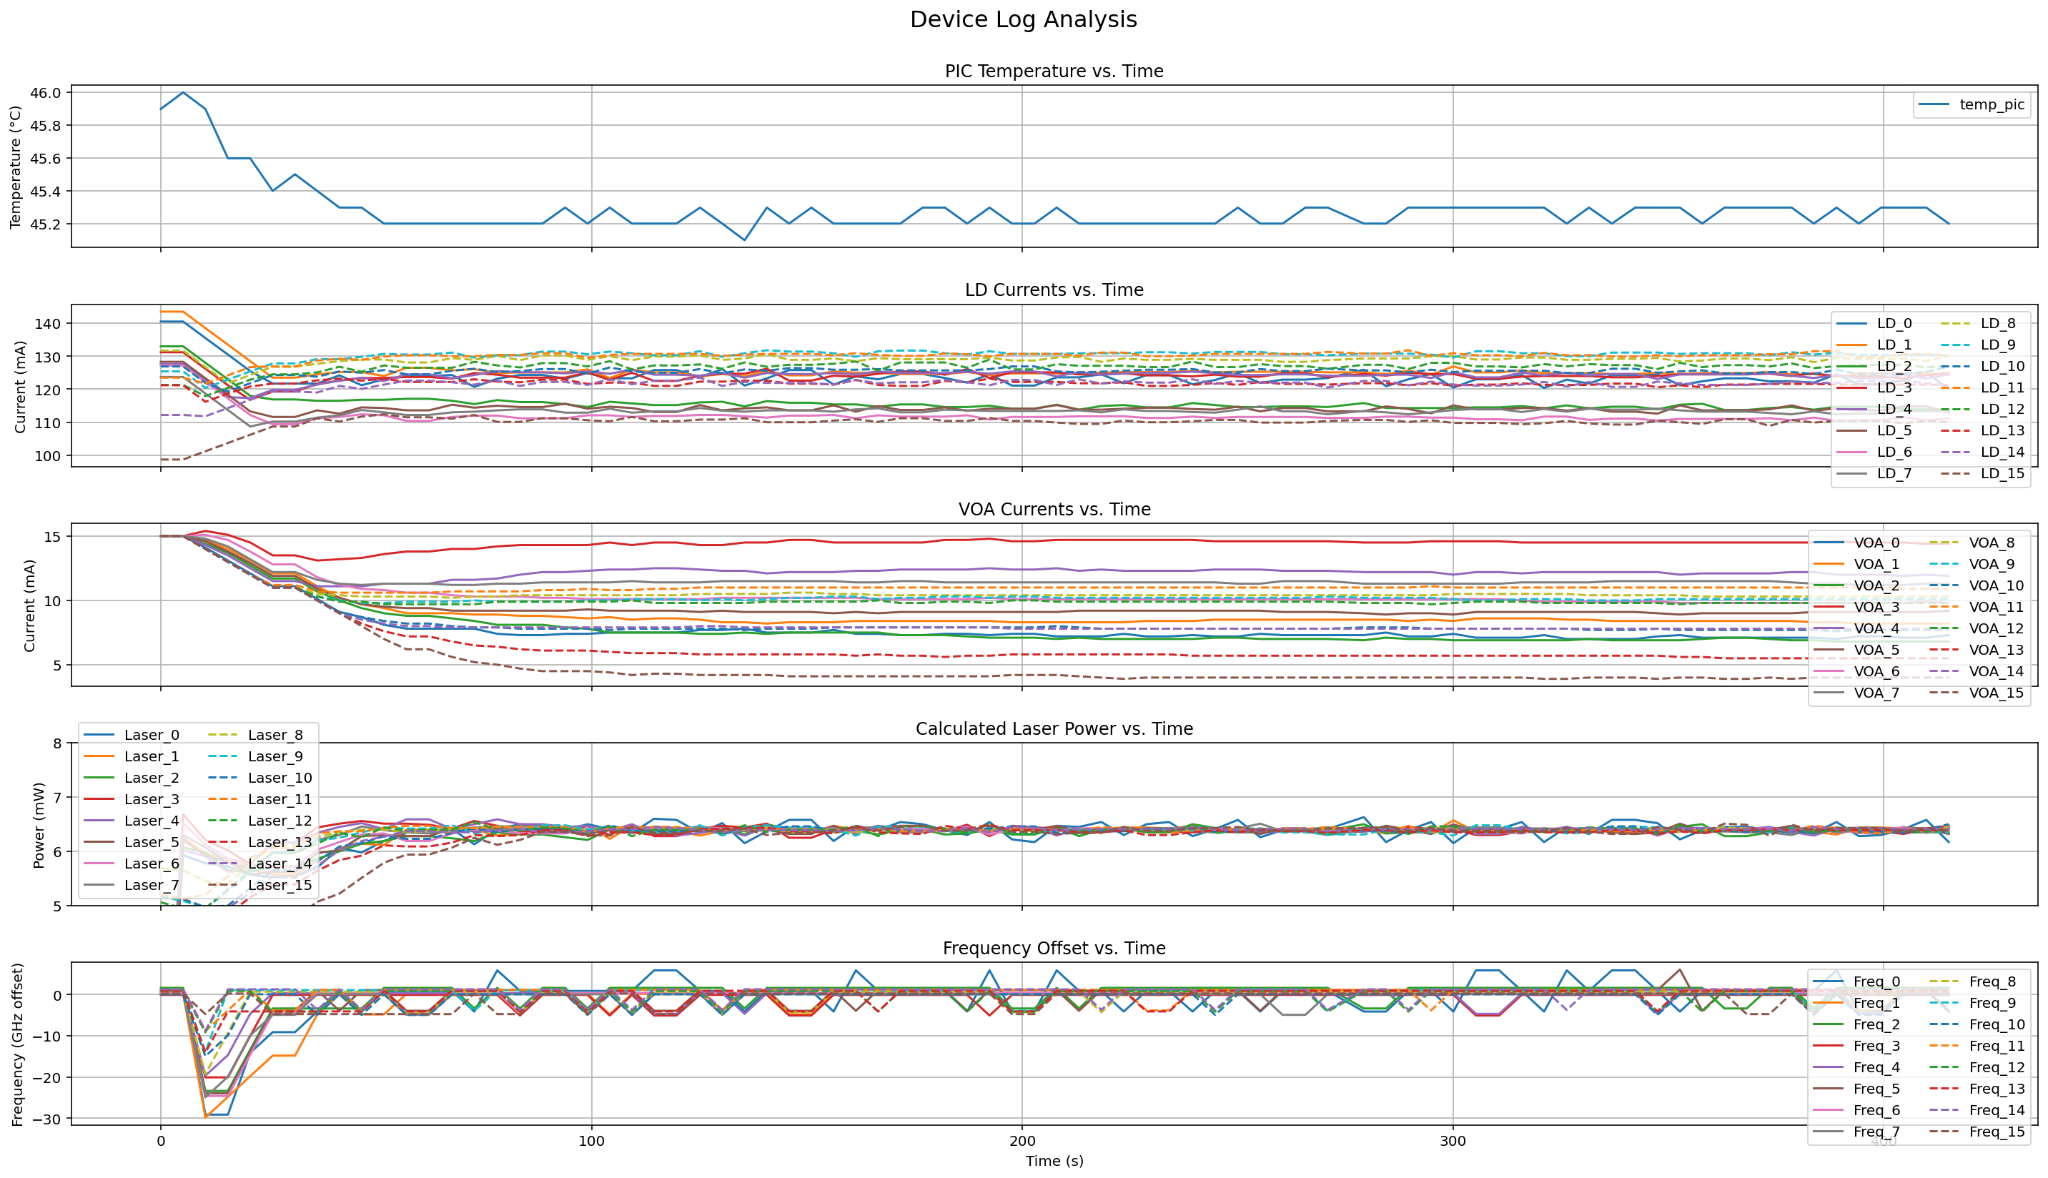 Device Log Analysis
PIC Temperature vs. Time
Temperature (°C)
46.0
45.8
45.6
45.4
45.2
temp_pic
LD Currents vs. Time
Current (mA)
140
130
120
110
100
LD_0 LD_8
LD_1 LD_9
LD_2 LD_10
LD_3 LD_11
LD_4 LD_12
LD_5 LD_13
LD_6 LD_14
LD_7 LD_15
VOA Currents vs. Time
Current (mA)
15
10
5
VOA_0 VOA_8
VOA_1 VOA_9
VOA_2 VOA_10
VOA_3 VOA_11
VOA_4 VOA_12
VOA_5 VOA_13
VOA_6 VOA_14
VOA_7 VOA_15
Calculated Laser Power vs. Time
Power (mW)
8
7
6
5
Laser_0 Laser_8
Laser_1 Laser_9
Laser_2 Laser_10
Laser_3 Laser_11
Laser_4 Laser_12
Laser_5 Laser_13
Laser_6 Laser_14
Laser_7 Laser_15
Frequency Offset vs. Time
Frequency (GHz offset)
0
−10
−20
−30
Freq_0 Freq_8
Freq_1 Freq_9
Freq_2 Freq_10
Freq_3 Freq_11
Freq_4 Freq_12
Freq_5 Freq_13
Freq_6 Freq_14
Freq_7 Freq_15
0 100 200 300 400
Time (s)